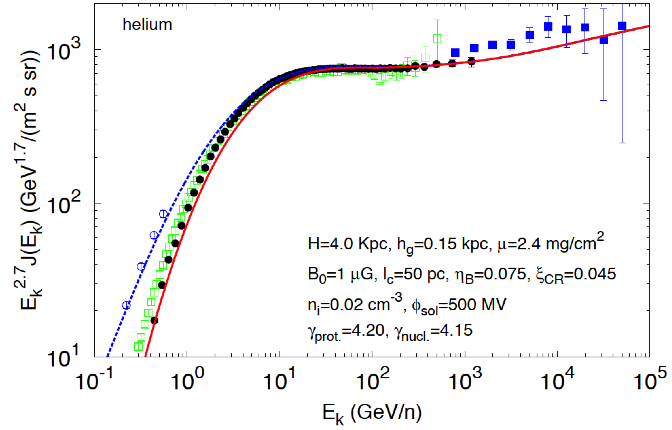 helium
E_k^2.7 J(E_k) (GeV^1.7/(m^2 s sr))
10^3
10^2
10^1
H=4.0 Kpc, h_g=0.15 kpc, μ=2.4 mg/cm^2
B_0=1 μG, l_c=50 pc, η_B=0.075, ξ_CR=0.045
n_i=0.02 cm^-3, ϕ_sol=500 MV
γ_prot.=4.20, γ_nucl.=4.15
10^-1 10^0 10^1 10^2 10^3 10^4 10^5
E_k (GeV/n)